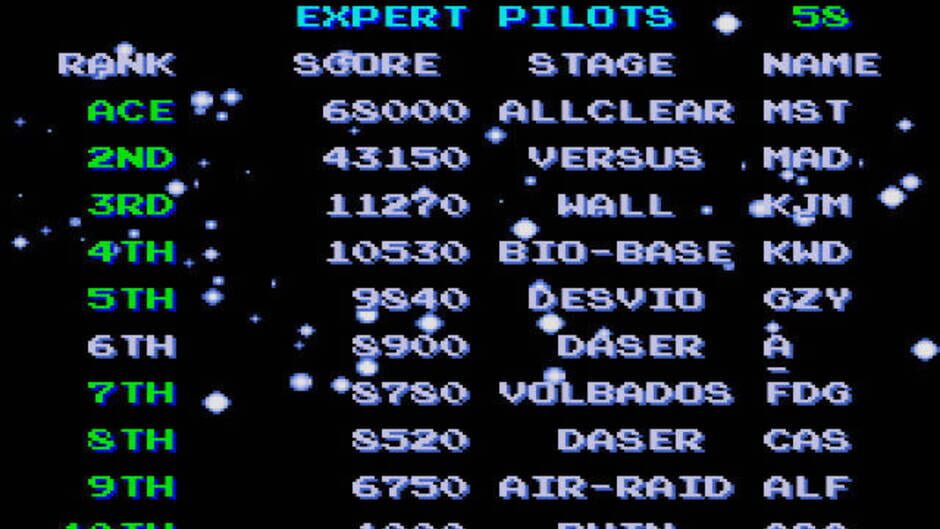 EXPERT PILOTS 58
RANK SCORE STAGE NAME
ACE 68000 ALLCLEAR MST
2ND 43150 VERSUS MAD
3RD 11270 WALL KJM
4TH 10530 BIO-BASE KWD
5TH 9840 DESVIO GZY
6TH 8900 DASER A
7TH 8780 VOLBADOS FDG
8TH 8520 DASER CAS
9TH 6750 AIR-RAID ALF
10TH